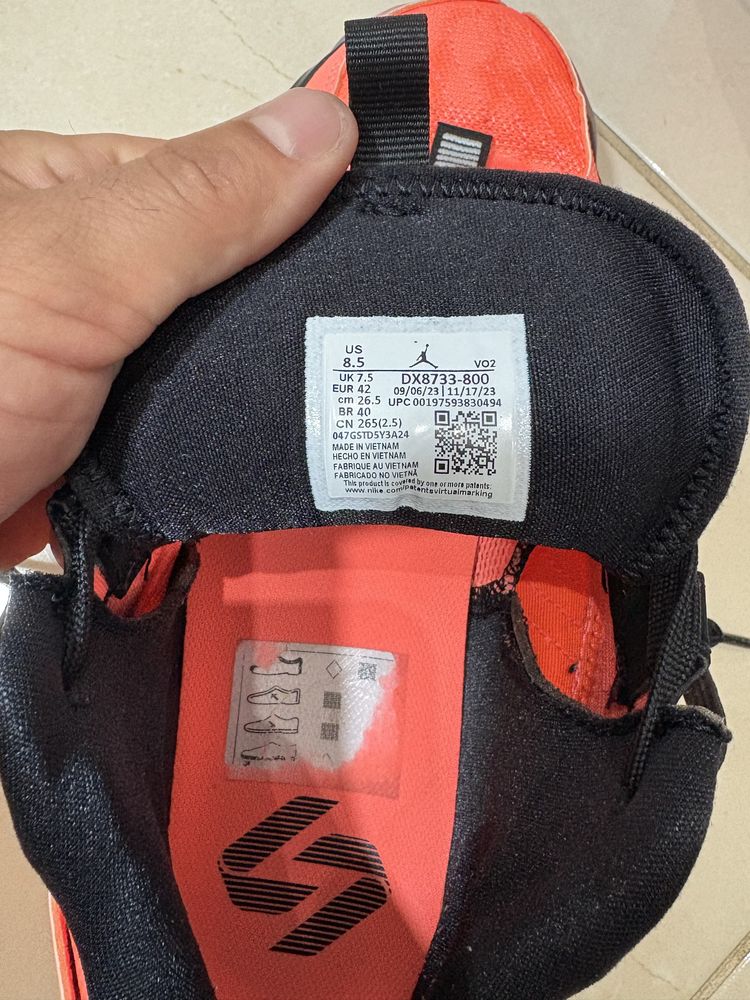 US
8.5
VO2
UK 7.5 DX8733-800
EUR 42 09/06/23 | 11/17/23
cm 26.5 UPC 00197593830494
BR 40
CN 265(2.5)
047GSTD5Y3A24
MADE IN VIETNAM
HECHO EN VIETNAM
FABRIQUE AU VIETNAM
FABRICADO NO VIETNÃ
This product is covered by one or more patents:
www.nike.com/patentsvirtualmarking